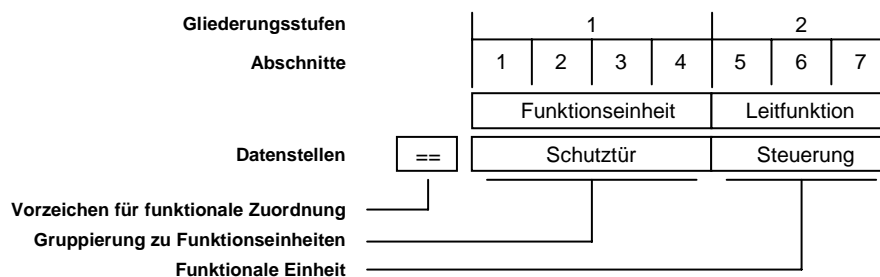 Gliederungsstufen 1 2
Abschnitte 1 2 3 4 5 6 7
Funktionseinheit Leitfunktion
Datenstellen == Schutztür Steuerung
Vorzeichen für funktionale Zuordnung
Gruppierung zu Funktionseinheiten
Funktionale Einheit